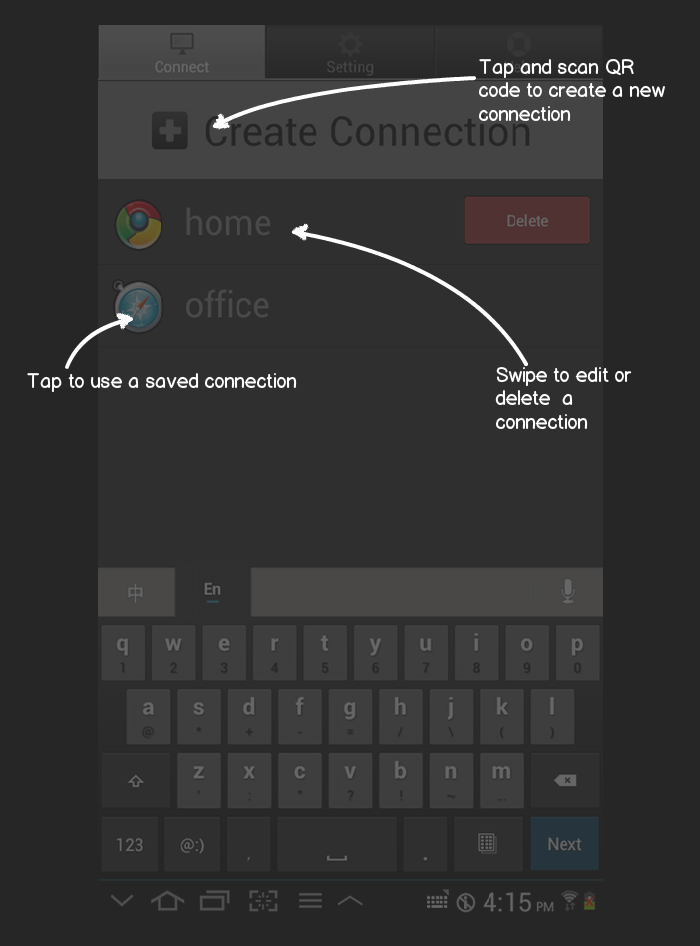 Connect
Setting
Tap and scan QR
code to create a new
connection
Create Connection
home
Delete
office
Tap to use a saved connection
Swipe to edit or
delete a
connection
中 En
q w e r t y u i o p
1 2 3 4 5 6 7 8 9 0
a s d f g h j k l
@ * + - = / \ ( )
z x c v b n m
' : " ? ! ~ ..
123 @:) , . Next
4:15 PM